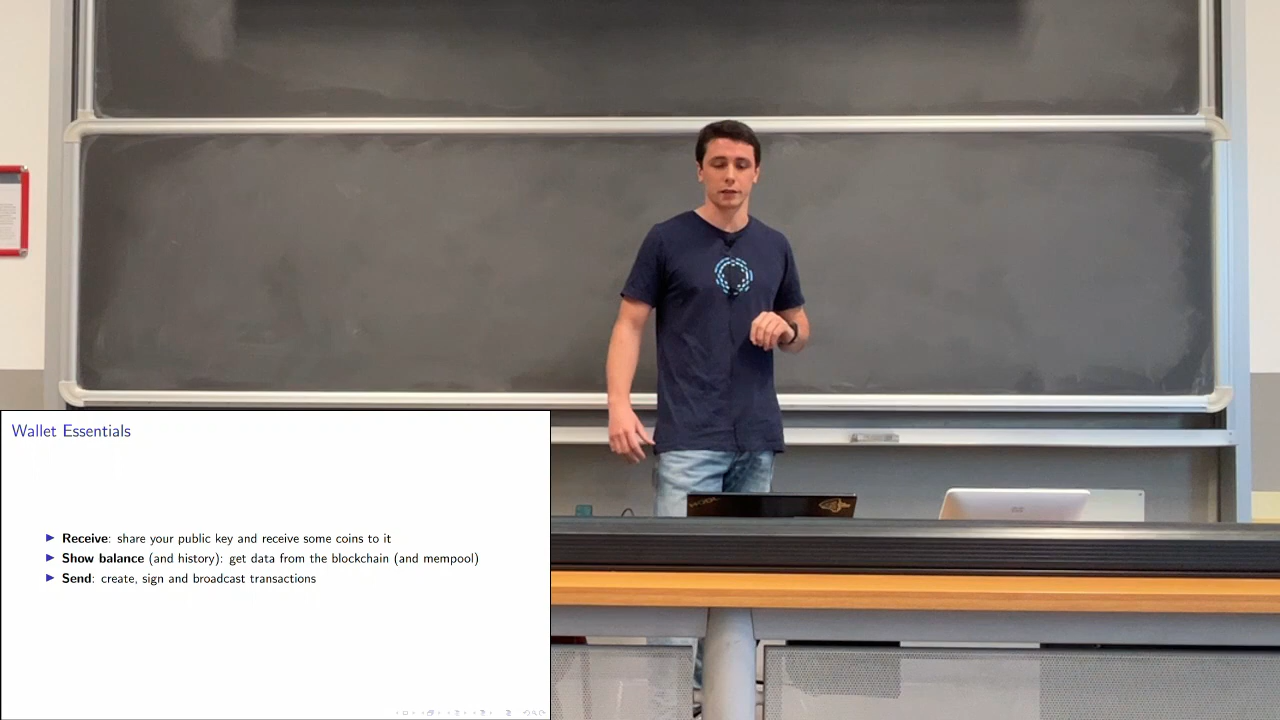 Wallet Essentials
▶ Receive: share your public key and receive some coins to it
▶ Show balance (and history): get data from the blockchain (and mempool)
▶ Send: create, sign and broadcast transactions